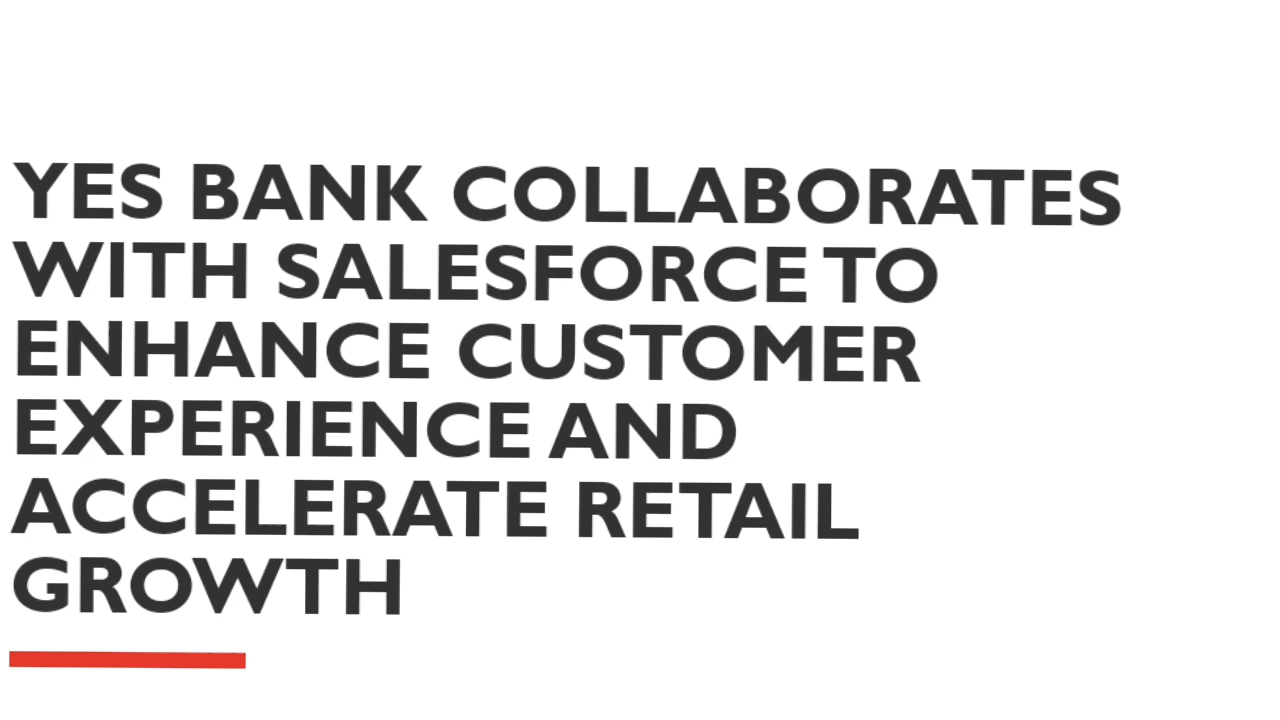 YES BANK COLLABORATES
WITH SALESFORCE TO
ENHANCE CUSTOMER
EXPERIENCE AND
ACCELERATE RETAIL
GROWTH